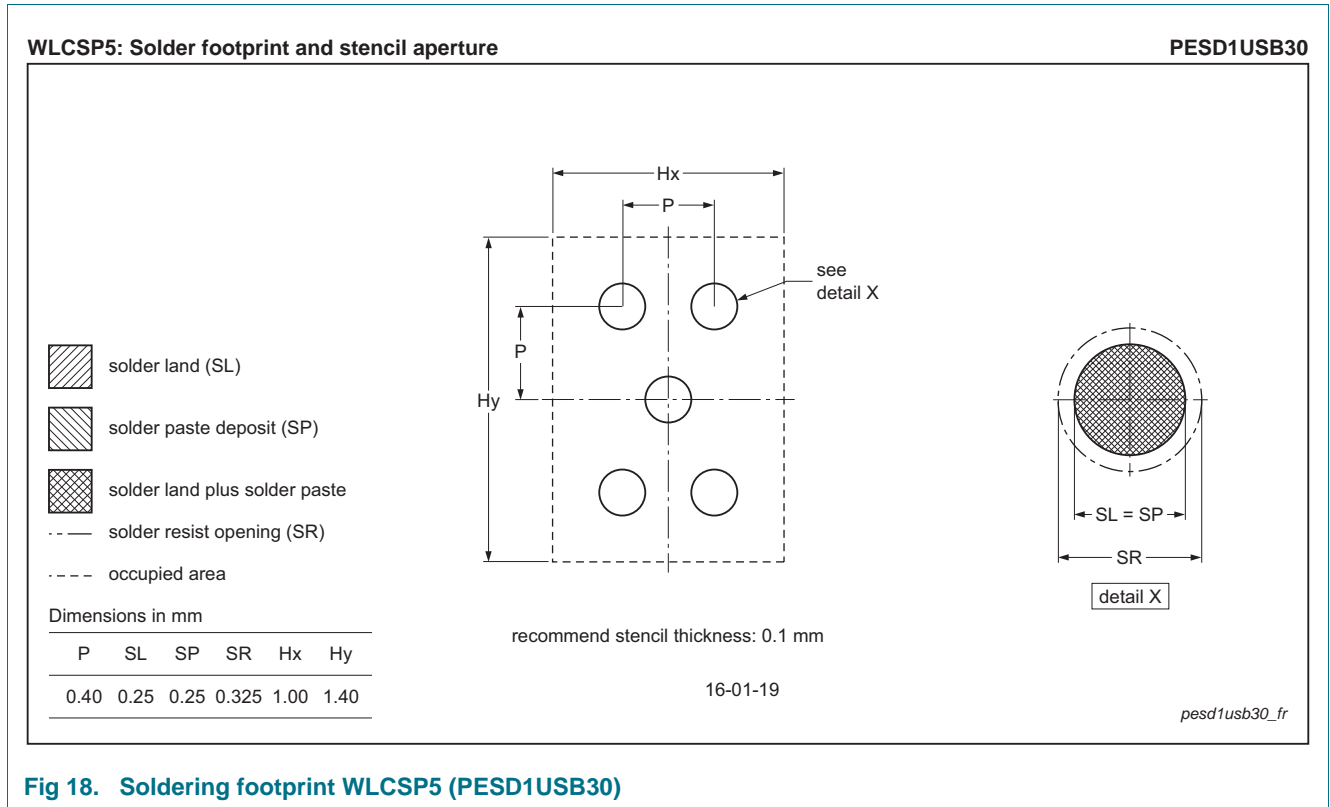 WLCSP5: Solder footprint and stencil aperture PESD1USB30
Hx
P
see
detail X
P
Hy
solder land (SL)
solder paste deposit (SP)
solder land plus solder paste
solder resist opening (SR)
occupied area
SL = SP
SR
detail X
Dimensions in mm
P SL SP SR Hx Hy
0.40 0.25 0.25 0.325 1.00 1.40
recommend stencil thickness: 0.1 mm
16-01-19
pesd1usb30_fr
Fig 18. Soldering footprint WLCSP5 (PESD1USB30)